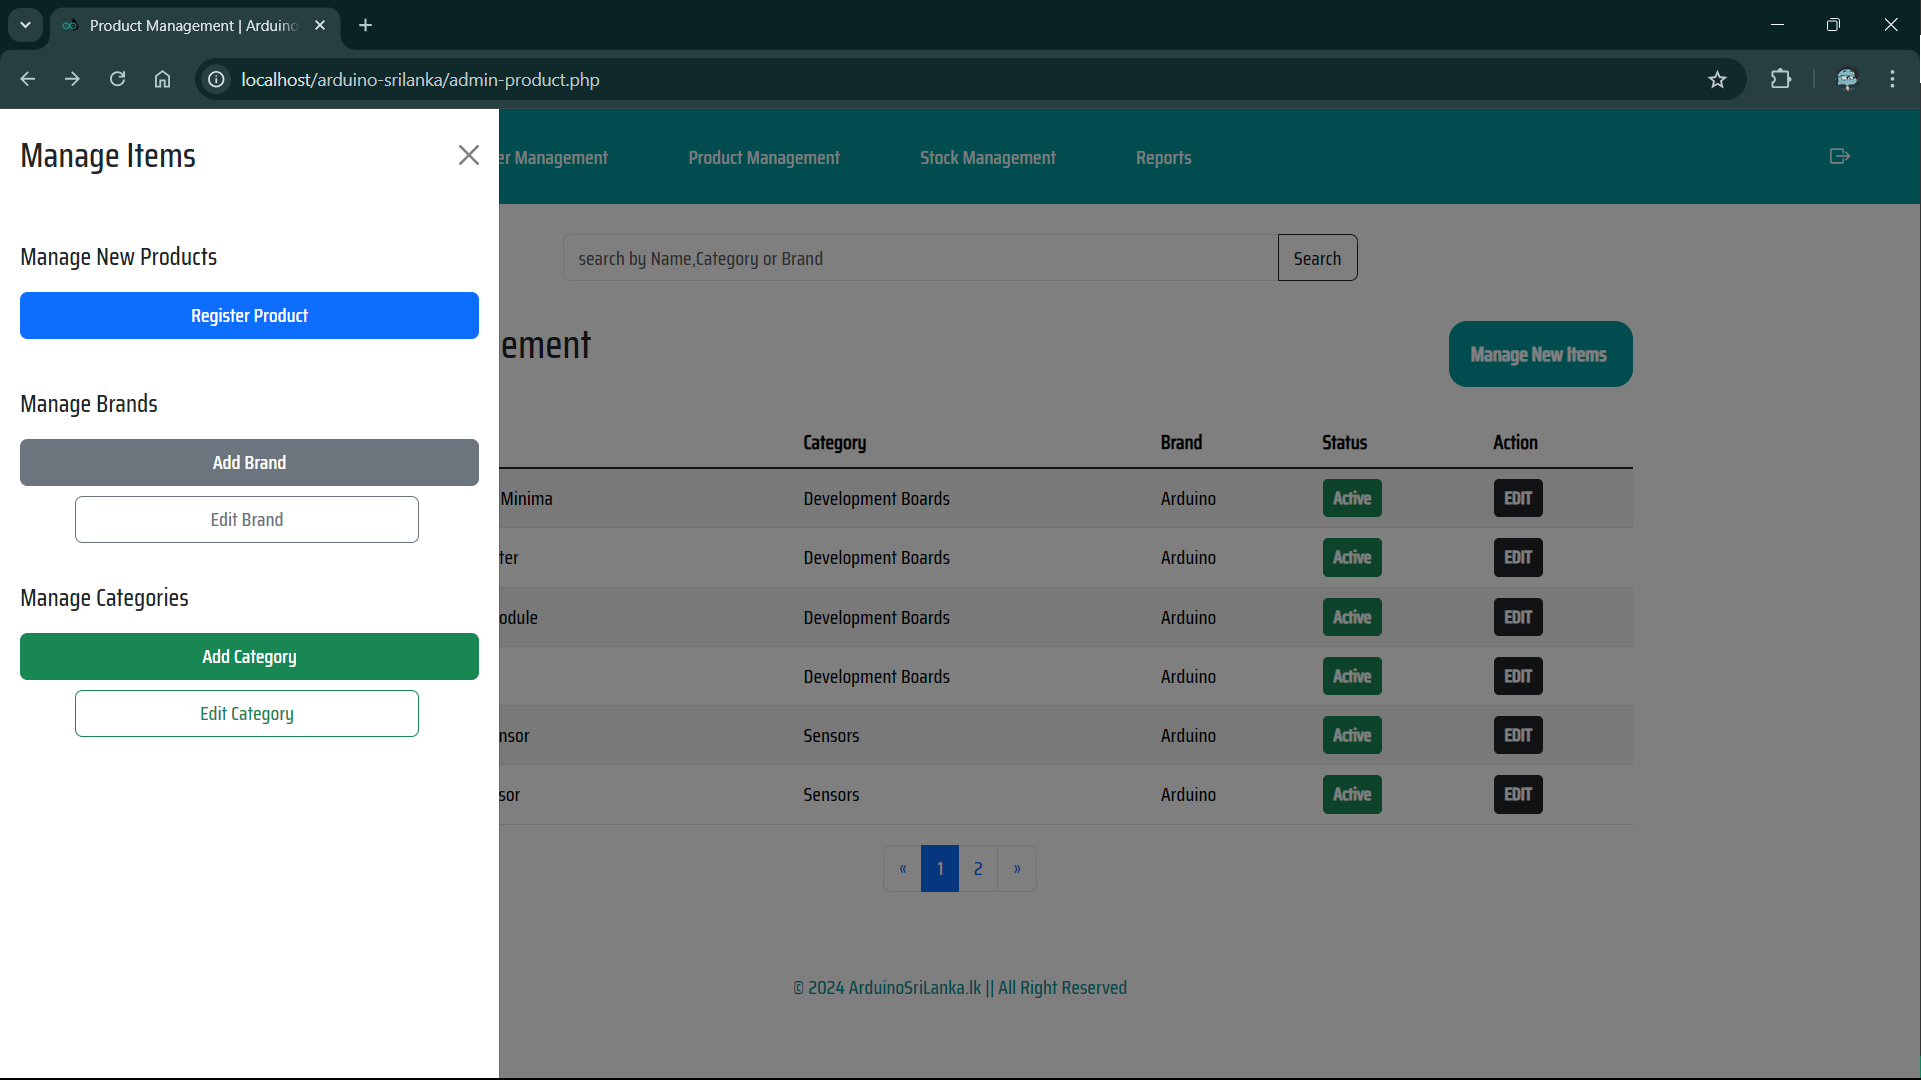 Product Management | Arduino
localhost/arduino-srilanka/admin-product.php
Manage Items
Manage New Products
Register Product
Manage Brands
Add Brand
Edit Brand
Manage Categories
Add Category
Edit Category
er Management Product Management Stock Management Reports
search by Name,Category or Brand Search
ement
Manage New Items
Category Brand Status Action
Minima Development Boards Arduino Active EDIT
ter Development Boards Arduino Active EDIT
odule Development Boards Arduino Active EDIT
Development Boards Arduino Active EDIT
nsor Sensors Arduino Active EDIT
sor Sensors Arduino Active EDIT
« 1 2 »
© 2024 ArduinoSriLanka.lk || All Right Reserved